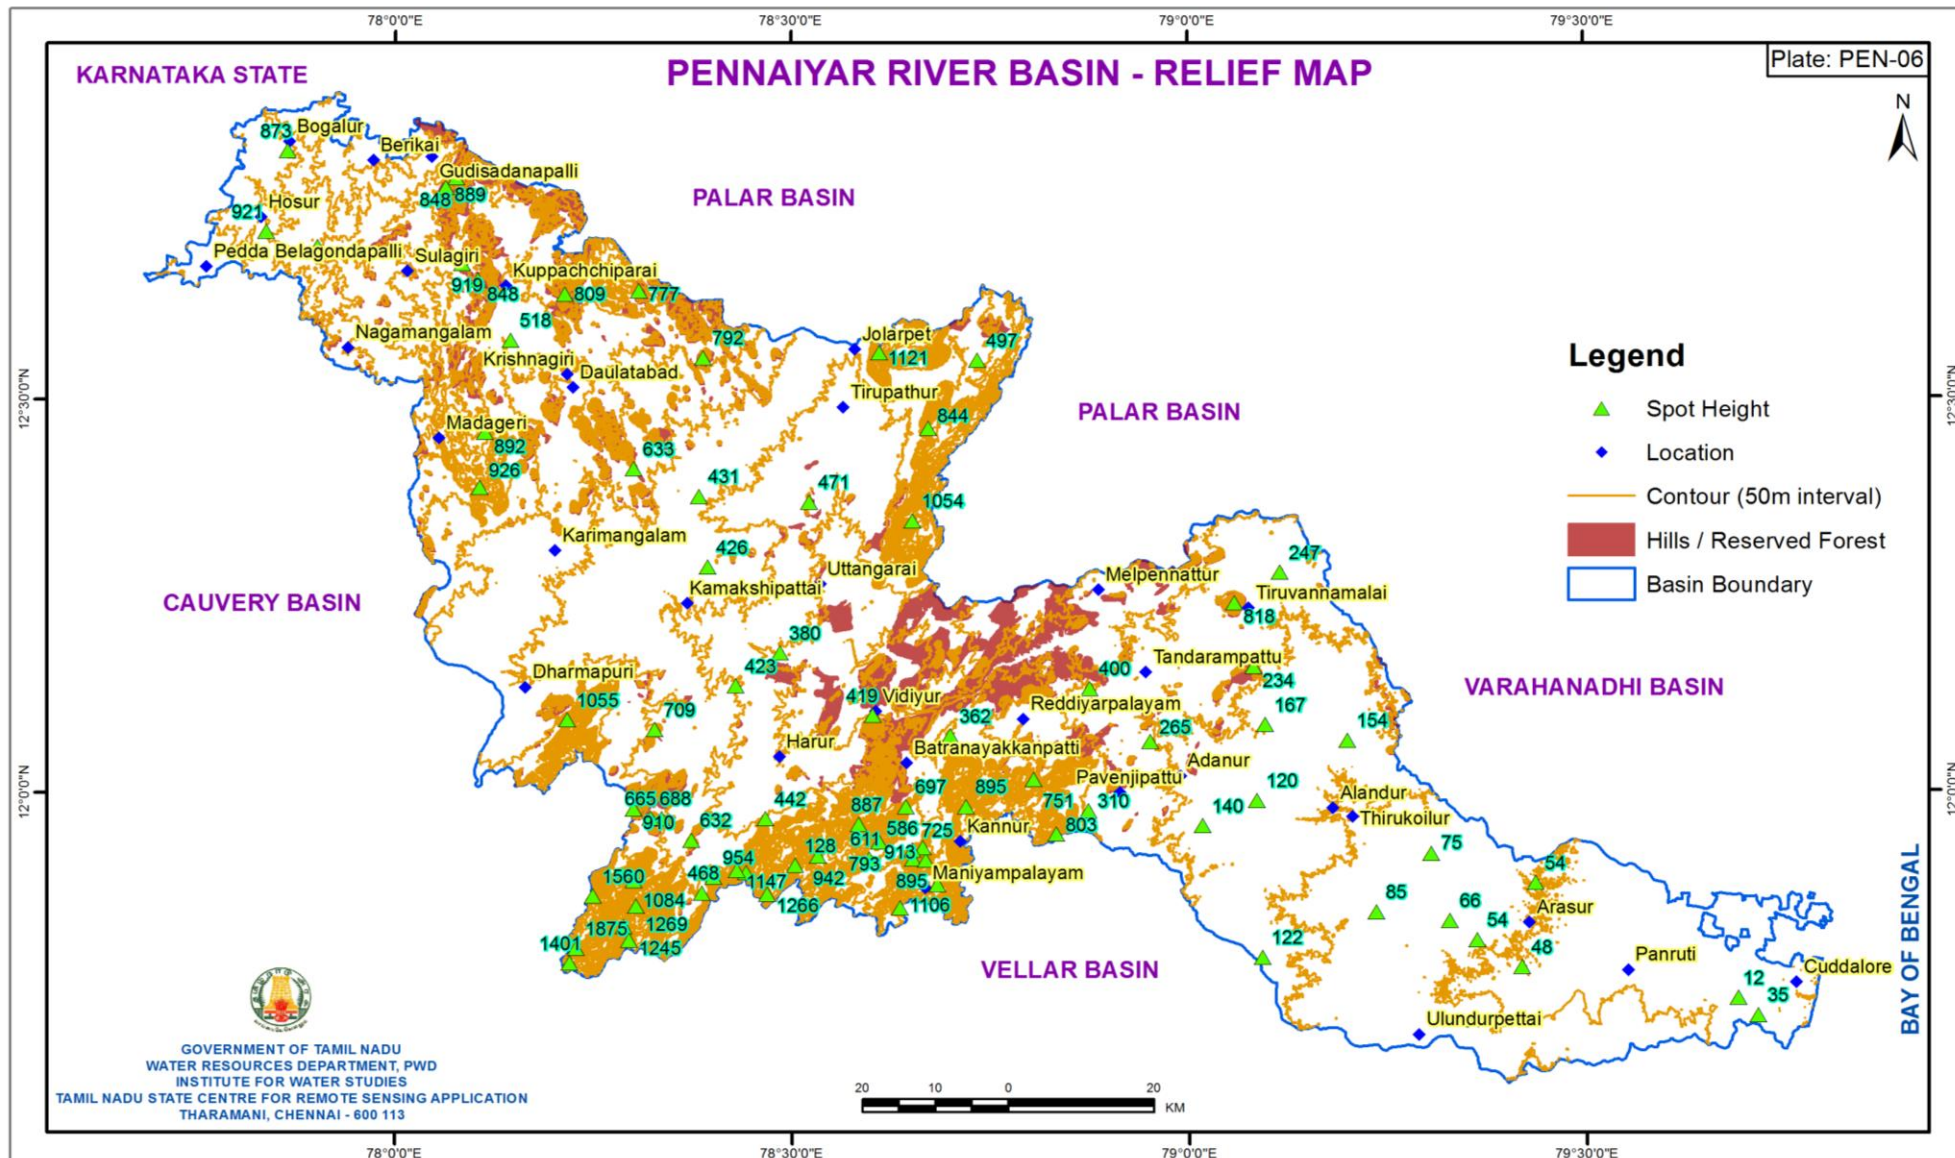 78°0'0"E
78°30'0"E
79°0'0"E
79°30'0"E
KARNATAKA STATE
PENNAIYAR RIVER BASIN - RELIEF MAP
Plate: PEN-06
N
873 Bogalur
Berikai
Gudisadanapalli
848 889
PALAR BASIN
921 Hosur
Pedda Belagondapalli
Sulagiri
Kuppachchiparai
919 848
809
777
518
Nagamangalam
792
Jolarpet
1121
497
Krishnagiri
Daulatabad
Tirupathur
12°30'0"N
12°30'0"N
PALAR BASIN
844
Madageri
892
926
633
431
471
1054
Legend
Spot Height
Location
Contour (50m interval)
Hills / Reserved Forest
Basin Boundary
Karimangalam
426
Uttangarai
Kamakshipattai
Melpennattur
247
Tiruvannamalai
818
CAUVERY BASIN
380
423
Dharmapuri
1055
709
419 Vidiyur
400
Tandarampattu
234
Reddiyarpalayam
362
265
167
154
VARAHANADHI BASIN
Harur
Batranayakkanpatti
Adanur
Pavenjipattu
12°0'0"N
12°0'0"N
665 688
910
632
442
887
697
895
751
310
803
140
120
Alandur
Thirukoilur
586 725
Kannur
611
793
913
128
942
954
468
1147
1266
895
Maniyampalayam
1106
1560
1084
1875
1269
1401
1245
75
54
85
66
Arasur
54
48
122
Panruti
12
35
Cuddalore
Ulundurpettai
VELLAR BASIN
BAY OF BENGAL
GOVERNMENT OF TAMIL NADU
WATER RESOURCES DEPARTMENT, PWD
INSTITUTE FOR WATER STUDIES
TAMIL NADU STATE CENTRE FOR REMOTE SENSING APPLICATION
THARAMANI, CHENNAI - 600 113
20 10 0 20
KM
78°0'0"E
78°30'0"E
79°0'0"E
79°30'0"E